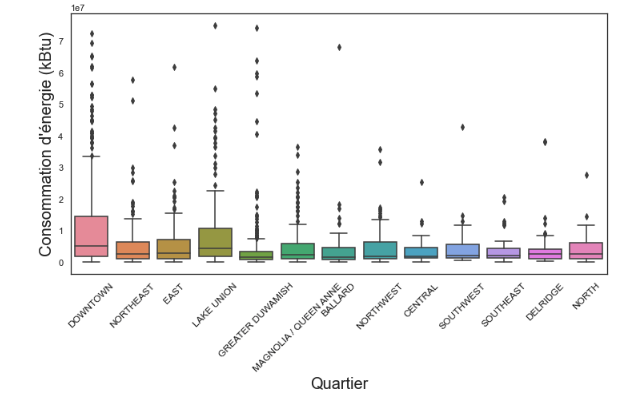 1e7
7
6
5
4
3
2
1
0
Consommation d'énergie (kBtu)
DOWNTOWN
NORTHEAST
EAST
LAKE UNION
GREATER DUWAMISH
MAGNOLIA / QUEEN ANNE
BALLARD
NORTHWEST
CENTRAL
SOUTHWEST
SOUTHEAST
DELRIDGE
NORTH
Quartier